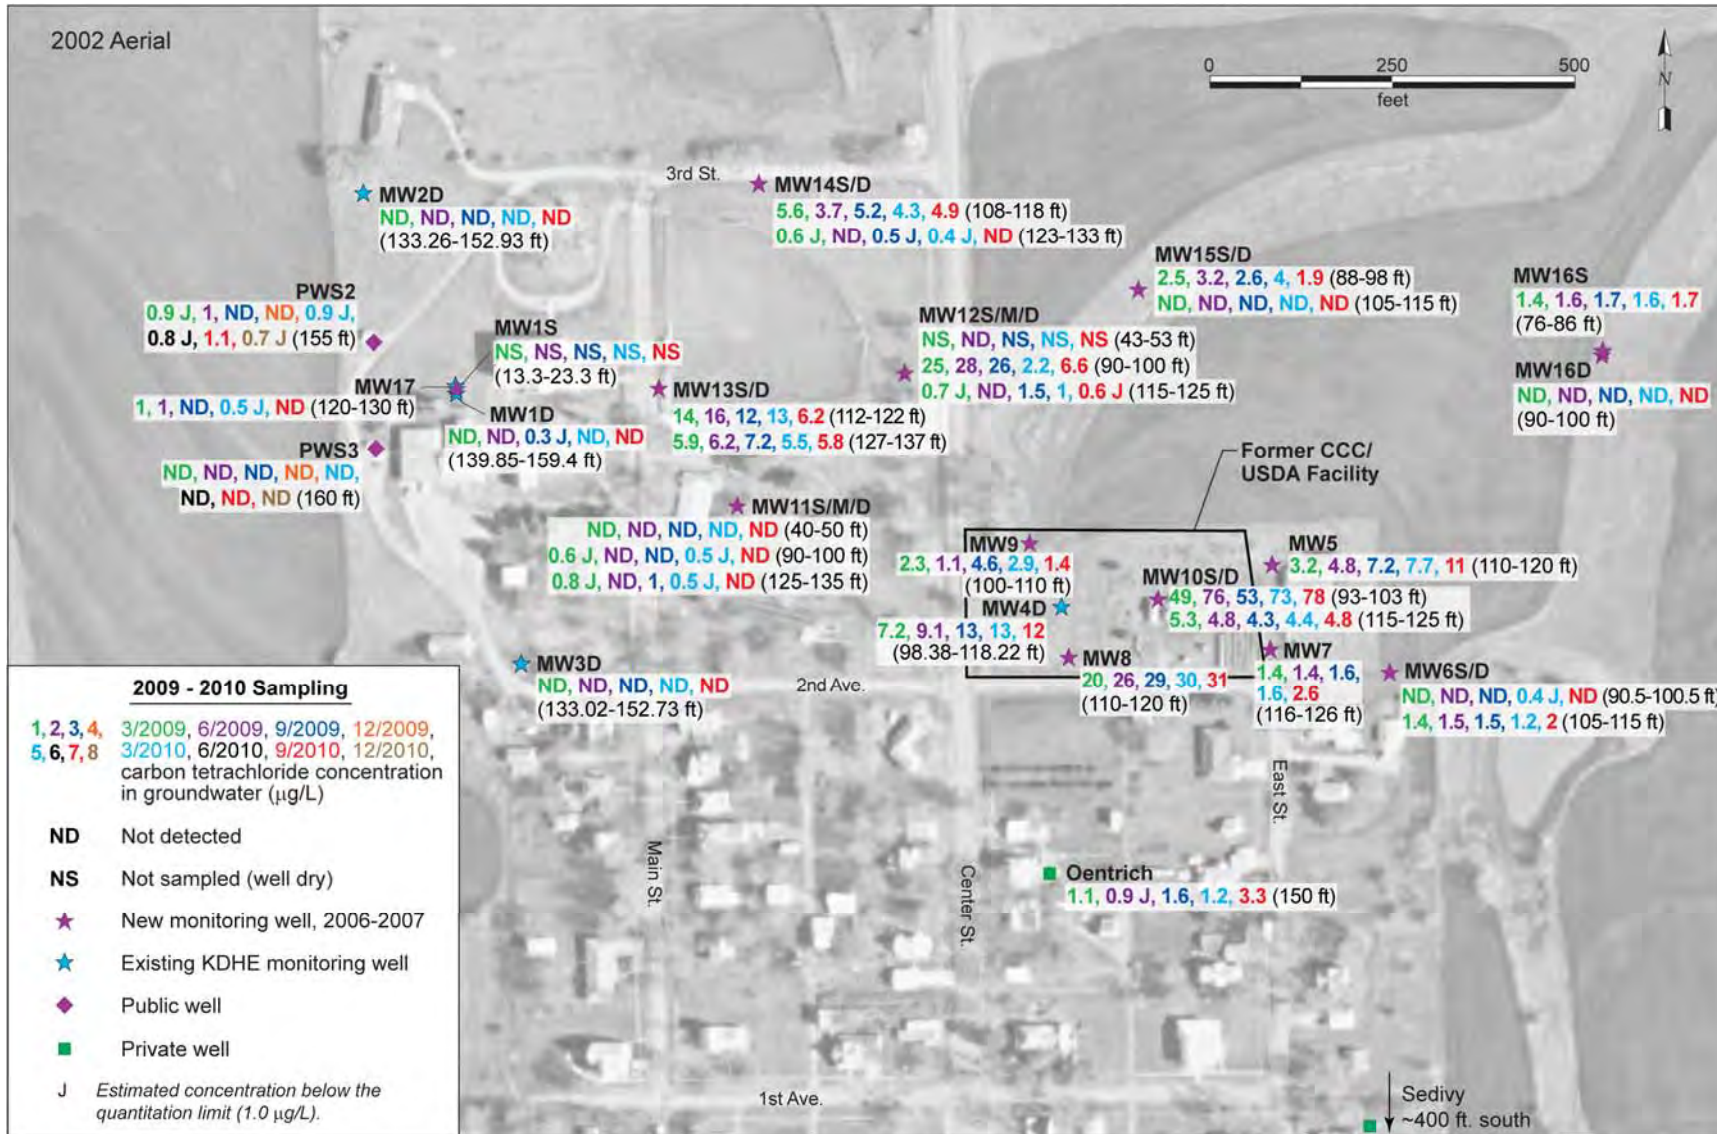 2002 Aerial
0 250 500
feet
N
3rd St.
MW2D
ND, ND, ND, ND, ND
(133.26-152.93 ft)
MW14S/D
5.6, 3.7, 5.2, 4.3, 4.9 (108-118 ft)
0.6 J, ND, 0.5 J, 0.4 J, ND (123-133 ft)
MW15S/D
2.5, 3.2, 2.6, 4, 1.9 (88-98 ft)
ND, ND, ND, ND, ND (105-115 ft)
MW16S
1.4, 1.6, 1.7, 1.6, 1.7
(76-86 ft)
MW16D
ND, ND, ND, ND, ND
(90-100 ft)
PWS2
0.9 J, 1, ND, ND, 0.9 J,
0.8 J, 1.1, 0.7 J (155 ft)
MW1S
NS, NS, NS, NS, NS
(13.3-23.3 ft)
MW12S/M/D
NS, ND, NS, NS, NS (43-53 ft)
25, 28, 26, 2.2, 6.6 (90-100 ft)
0.7 J, ND, 1.5, 1, 0.6 J (115-125 ft)
MW17
1, 1, ND, 0.5 J, ND (120-130 ft)
MW1D
ND, ND, 0.3 J, ND, ND
(139.85-159.4 ft)
MW13S/D
14, 16, 12, 13, 6.2 (112-122 ft)
5.9, 6.2, 7.2, 5.5, 5.8 (127-137 ft)
PWS3
ND, ND, ND, ND, ND,
ND, ND, ND (160 ft)
Former CCC/
USDA Facility
MW11S/M/D
ND, ND, ND, ND, ND (40-50 ft)
0.6 J, ND, ND, 0.5 J, ND (90-100 ft)
0.8 J, ND, 1, 0.5 J, ND (125-135 ft)
MW9
2.3, 1.1, 4.6, 2.9, 1.4
(100-110 ft)
MW5
3.2, 4.8, 7.2, 7.7, 11 (110-120 ft)
MW10S/D
49, 76, 53, 73, 78 (93-103 ft)
5.3, 4.8, 4.3, 4.4, 4.8 (115-125 ft)
MW4D
7.2, 9.1, 13, 13, 12
(98.38-118.22 ft)
MW3D
ND, ND, ND, ND, ND
(133.02-152.73 ft)
2nd Ave.
MW8
20, 26, 29, 30, 31
(110-120 ft)
MW7
1.4, 1.4, 1.6,
1.6, 2.6
(116-126 ft)
MW6S/D
ND, ND, ND, 0.4 J, ND (90.5-100.5 ft)
1.4, 1.5, 1.5, 1.2, 2 (105-115 ft)
Main St.
Center St.
East St.
Oentrich
1.1, 0.9 J, 1.6, 1.2, 3.3 (150 ft)
1st Ave.
Sedivy
~400 ft. south
2009 - 2010 Sampling
1, 2, 3, 4, 3/2009, 6/2009, 9/2009, 12/2009,
5, 6, 7, 8 3/2010, 6/2010, 9/2010, 12/2010,
carbon tetrachloride concentration
in groundwater (µg/L)
ND Not detected
NS Not sampled (well dry)
New monitoring well, 2006-2007
Existing KDHE monitoring well
Public well
Private well
J Estimated concentration below the
quantitation limit (1.0 µg/L).